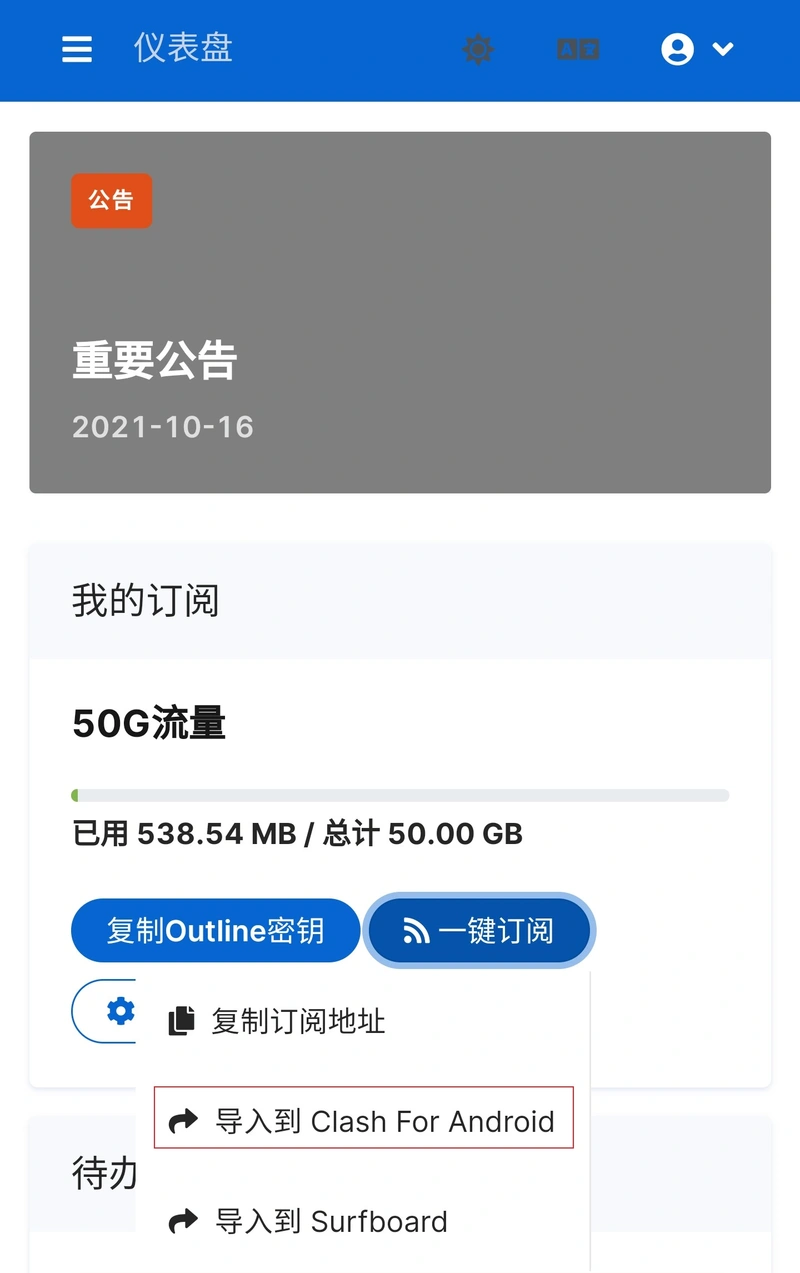 仪表盘
公告
重要公告
2021-10-16
我的订阅
50G流量
已用 538.54 MB / 总计 50.00 GB
复制Outline密钥
一键订阅
复制订阅地址
导入到 Clash For Android
待办
导入到 Surfboard